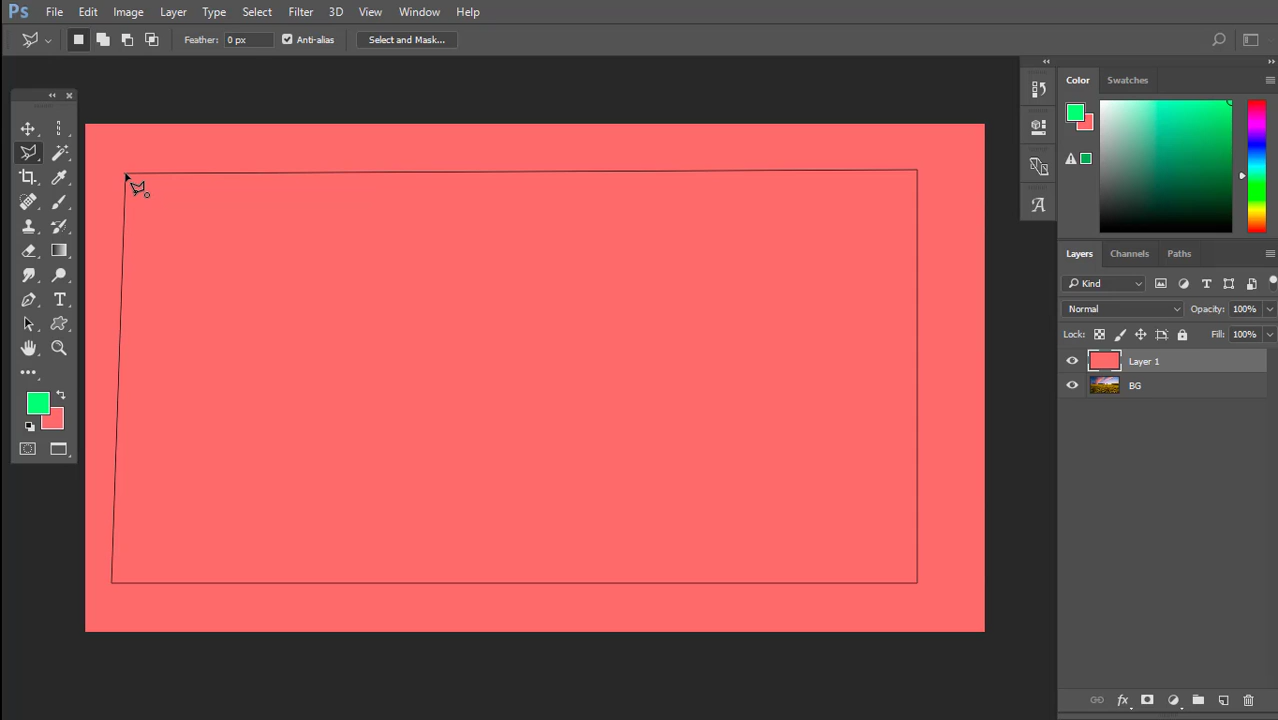 Ps File Edit Image Layer Type Select Filter 3D View Window Help
Feather: 0 px Anti-alias Select and Mask...
Color Swatches
Layers Channels Paths
Kind
Normal Opacity: 100%
Lock: Fill: 100%
Layer 1
BG